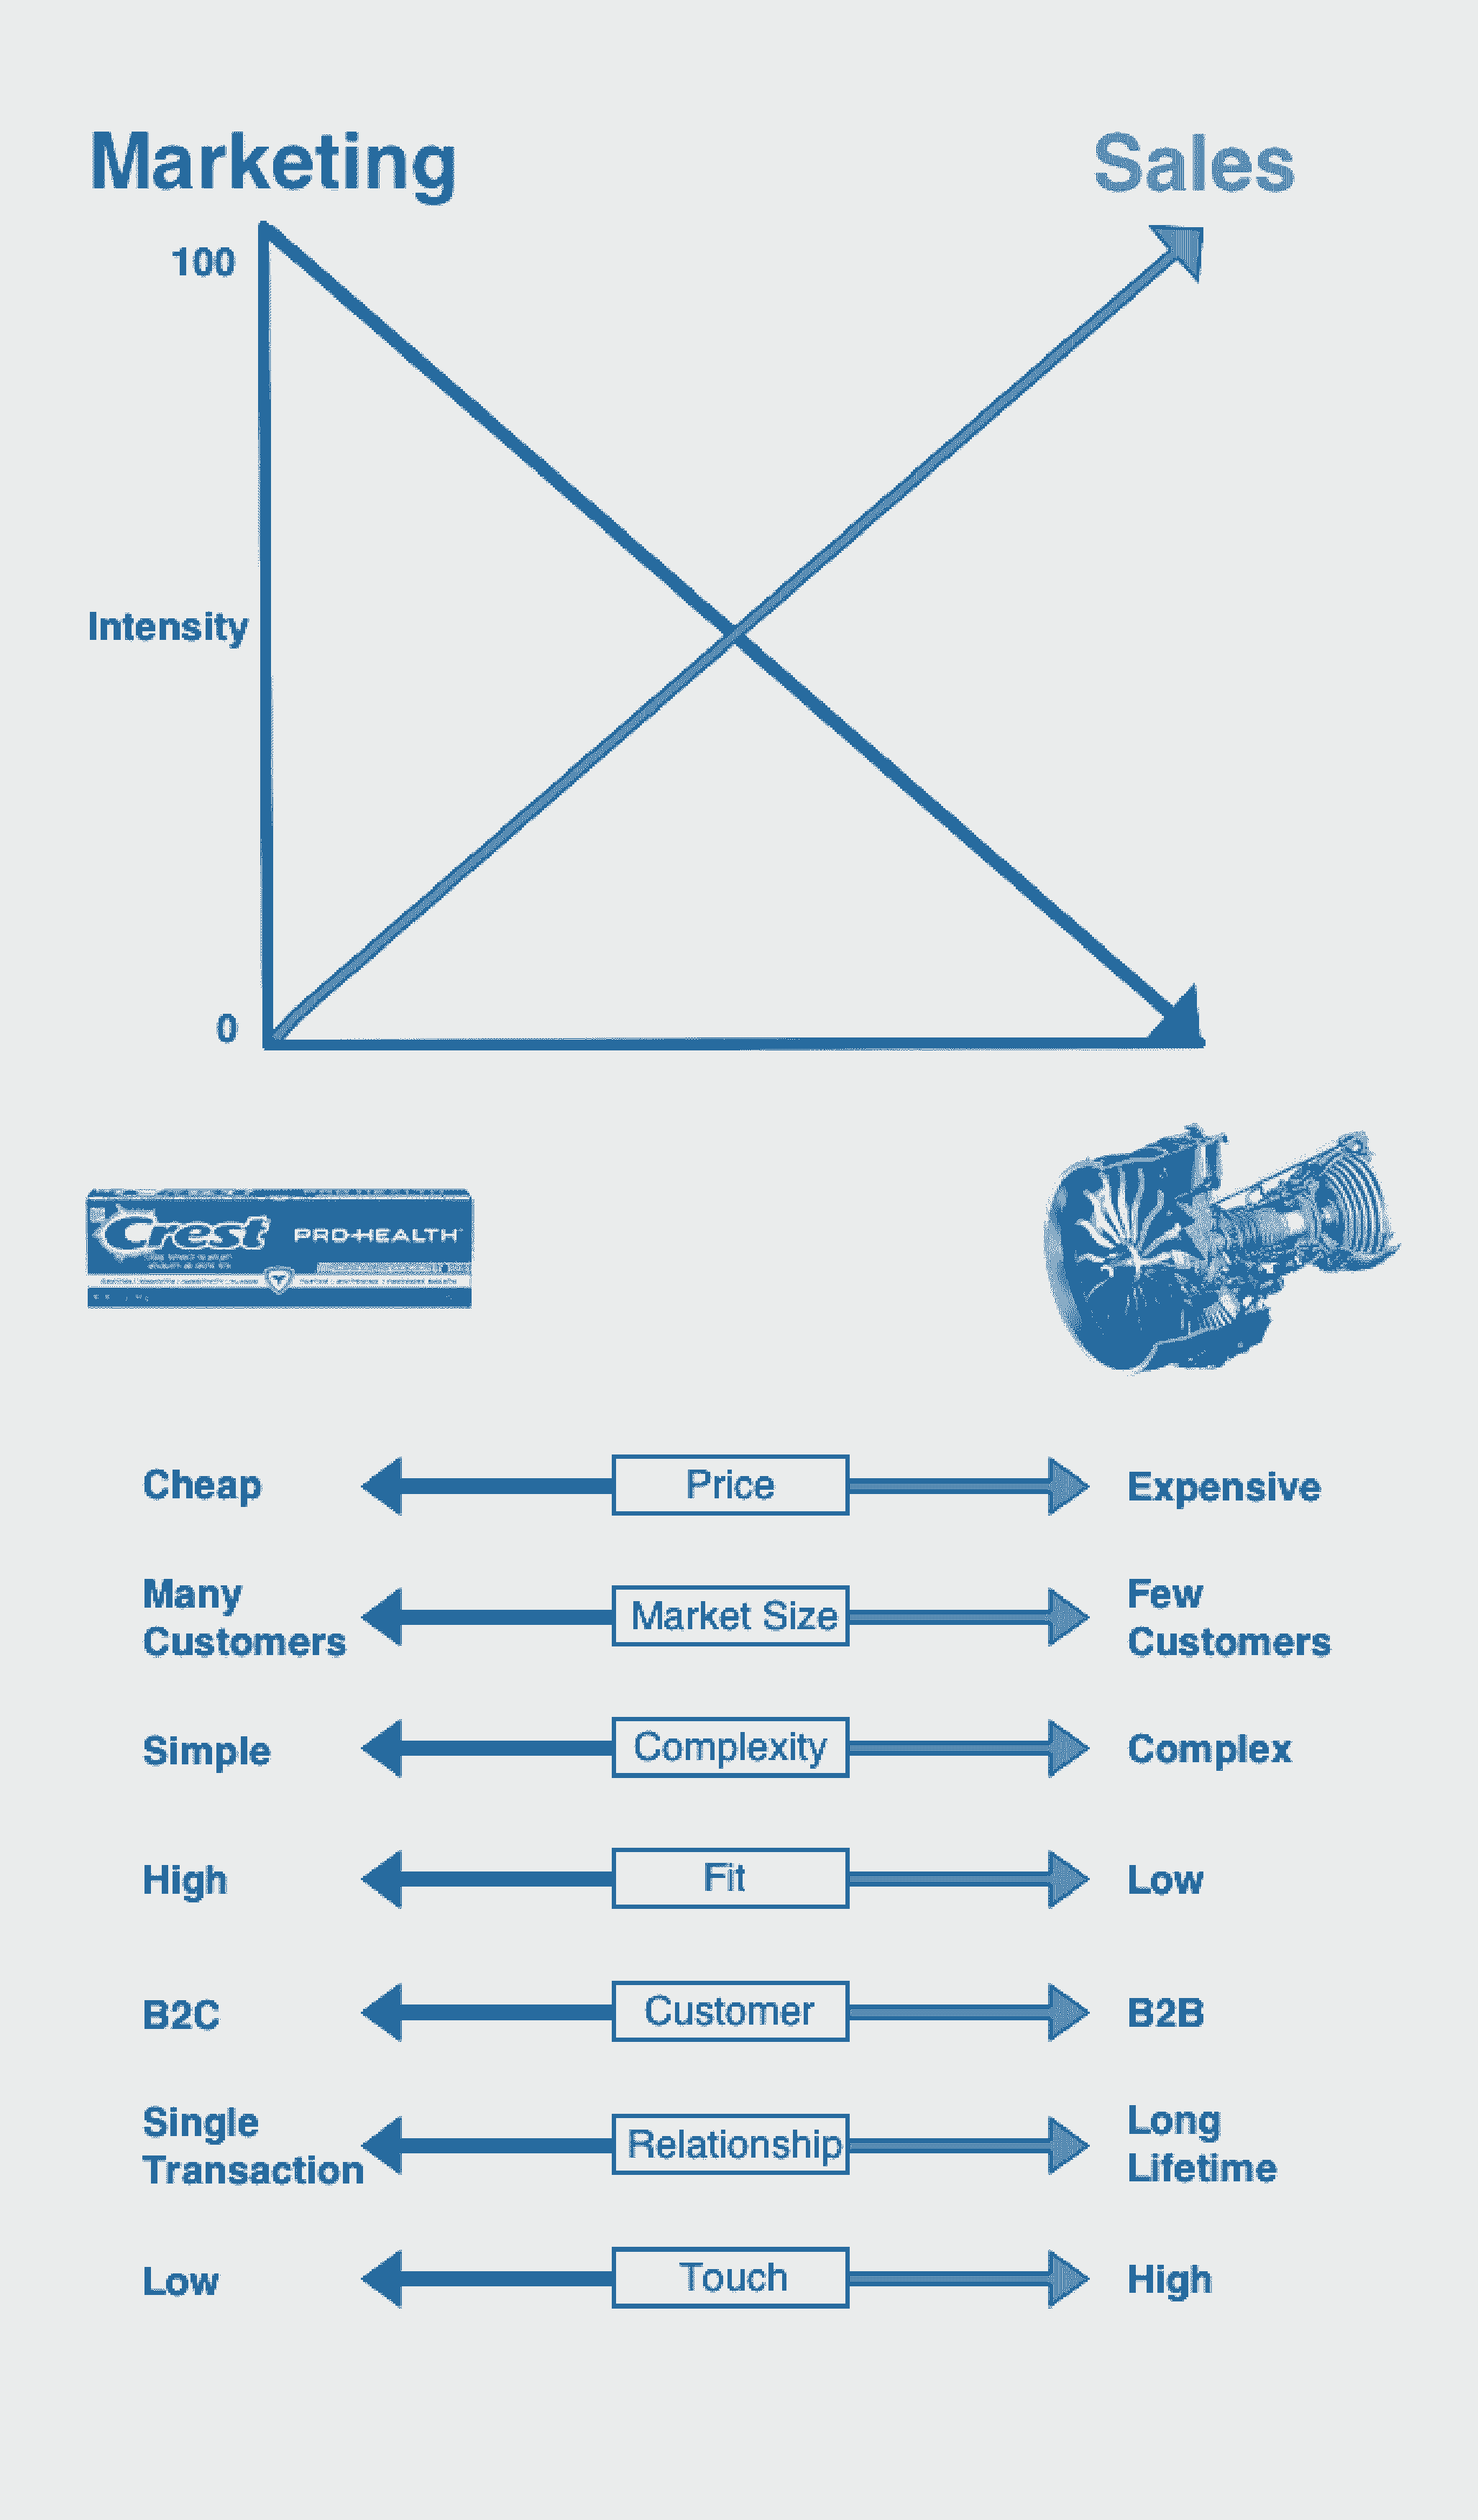 Marketing
Sales
100
Intensity
0
Crest PRO-HEALTH
Cheap
Price
Expensive
Many
Customers
Market Size
Few
Customers
Simple
Complexity
Complex
High
Fit
Low
B2C
Customer
B2B
Single
Transaction
Relationship
Long
Lifetime
Low
Touch
High